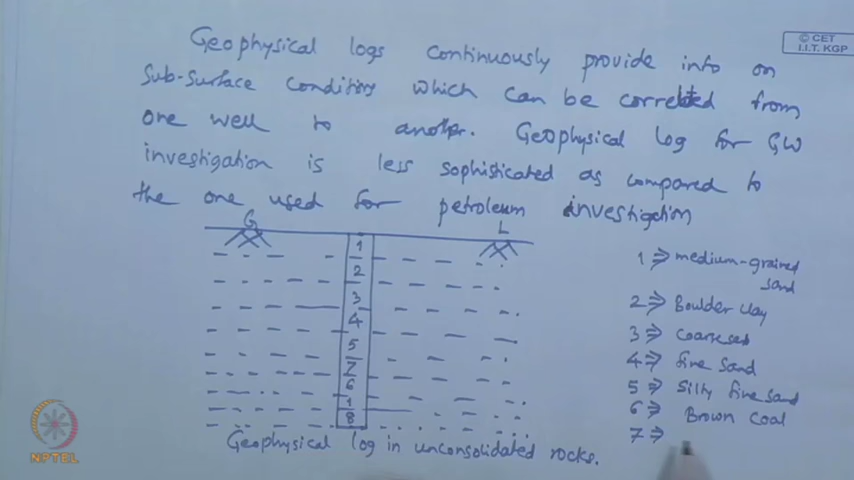 Geophysical logs continuously provide info on
© CET
I.I.T. KGP
Sub-surface condition which can be correlated from
one well to another. Geophysical log for GW
investigation is less sophisticated as compared to
the one used for petroleum investigation
G
L
1
2
3
4
5
7
6
1
8
Geophysical log in unconsolidated rocks.
1 ⇒ medium-grained
sand
2 ⇒ Boulder clay
3 ⇒ coarse sand
4 ⇒ fine sand
5 ⇒ Silty fine sand
6 ⇒ Brown coal
7 ⇒
NPTEL